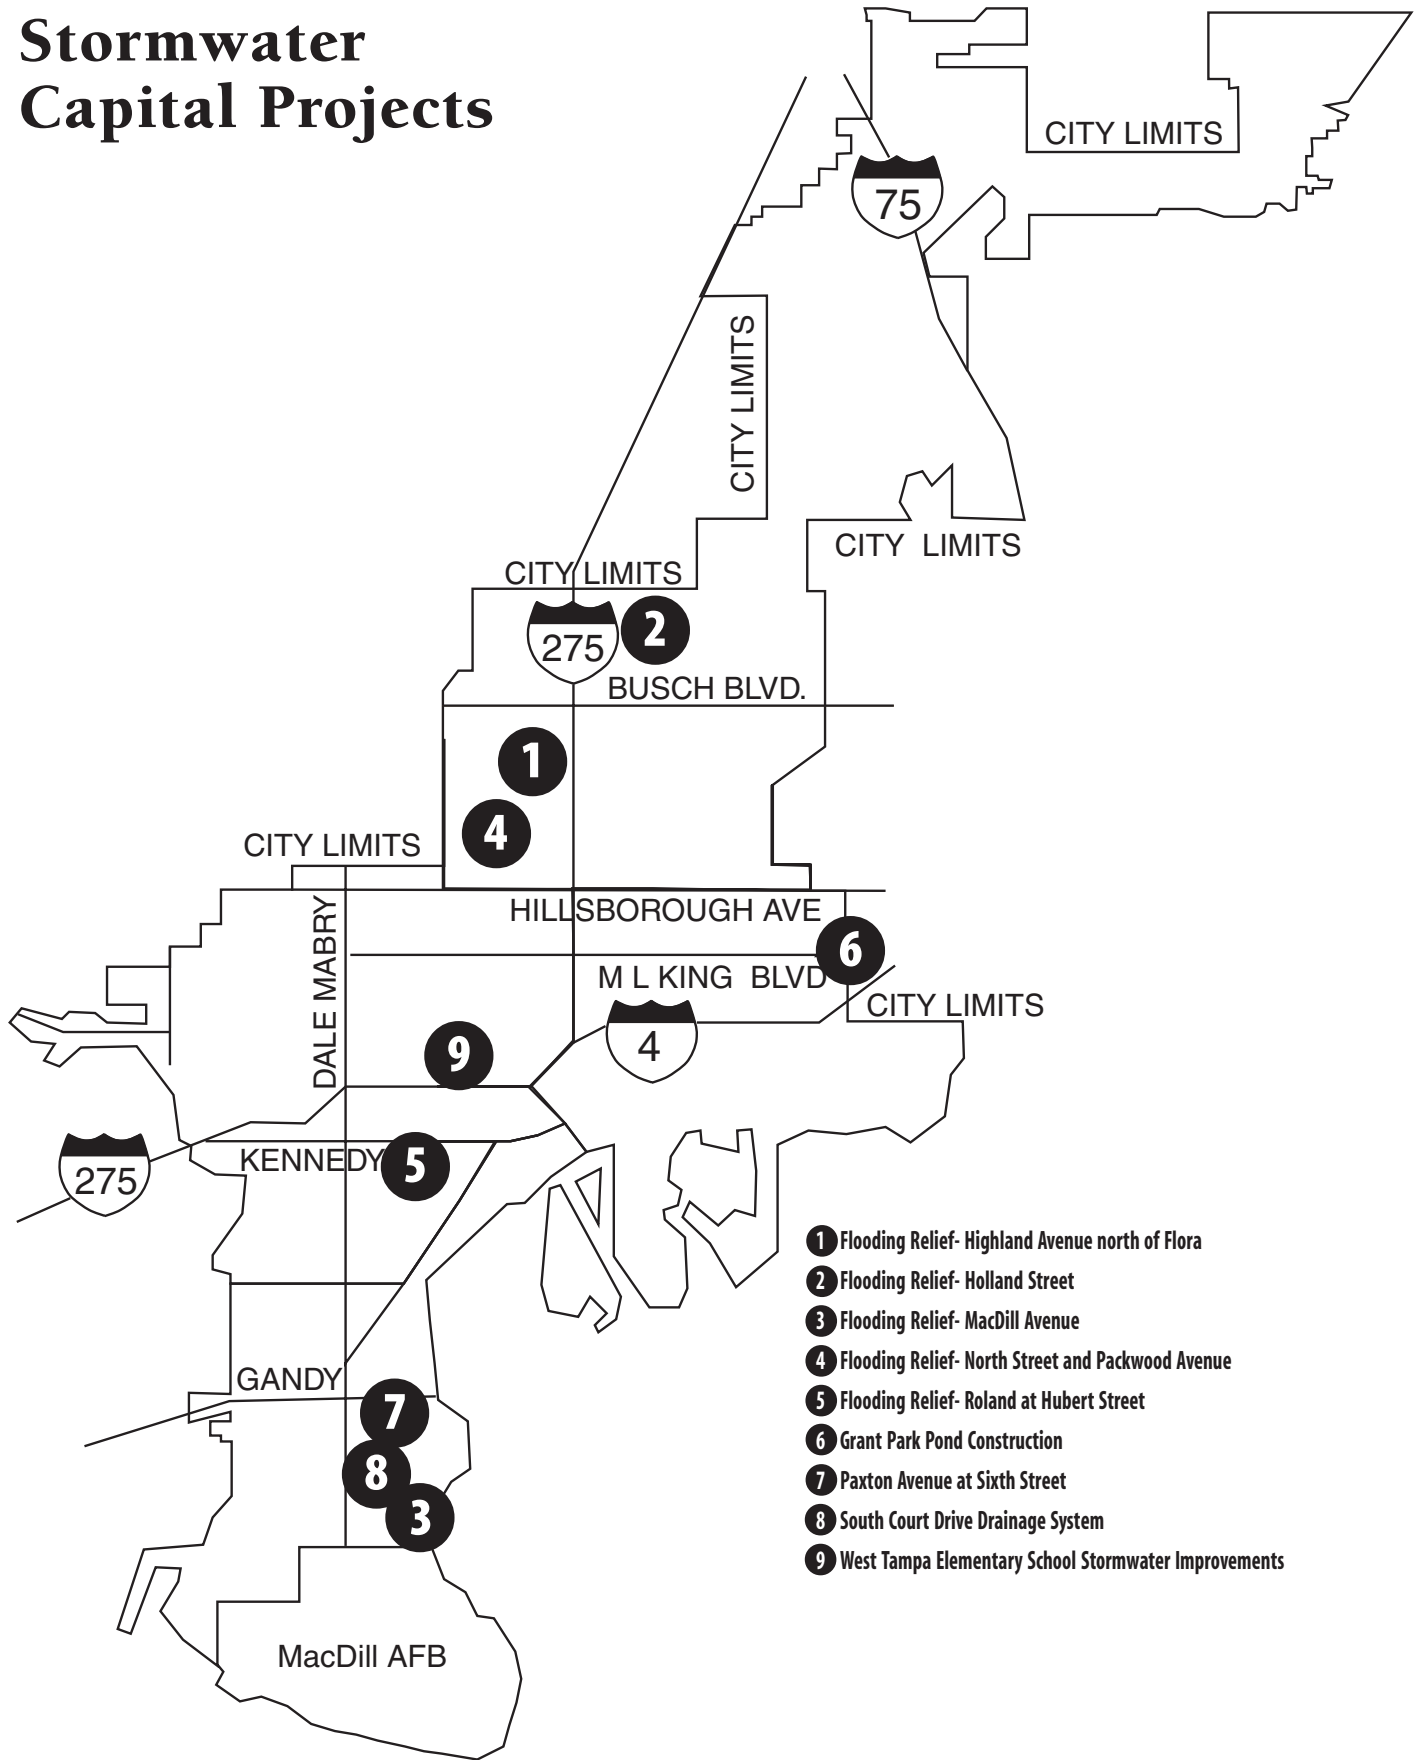 Stormwater
Capital Projects
CITY LIMITS
75
CITY LIMITS
CITY LIMITS
CITY LIMITS
275
2
BUSCH BLVD.
1
4
CITY LIMITS
HILLSBOROUGH AVE
DALE MABRY
6
M L KING BLVD
CITY LIMITS
4
9
KENNEDY
5
275
1 Flooding Relief- Highland Avenue north of Flora
2 Flooding Relief- Holland Street
3 Flooding Relief- MacDill Avenue
4 Flooding Relief- North Street and Packwood Avenue
5 Flooding Relief- Roland at Hubert Street
6 Grant Park Pond Construction
7 Paxton Avenue at Sixth Street
8 South Court Drive Drainage System
9 West Tampa Elementary School Stormwater Improvements
GANDY
7
8
3
MacDill AFB